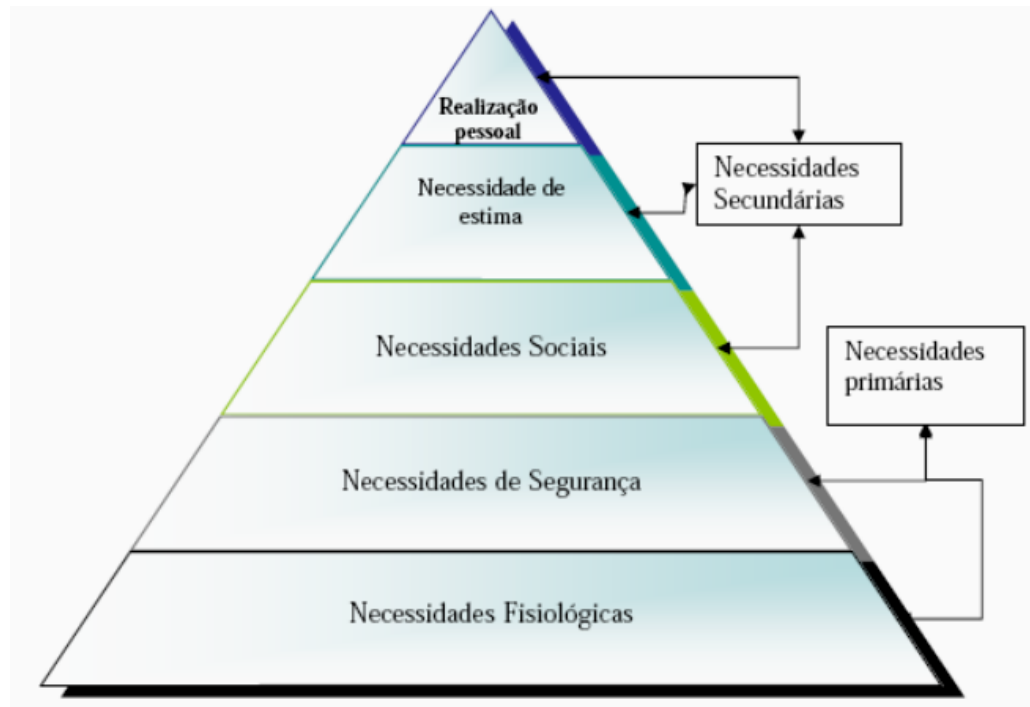 Realização
pessoal
Necessidade de
estima
Necessidades
Secundárias
Necessidades Sociais
Necessidades
primárias
Necessidades de Segurança
Necessidades Fisiológicas